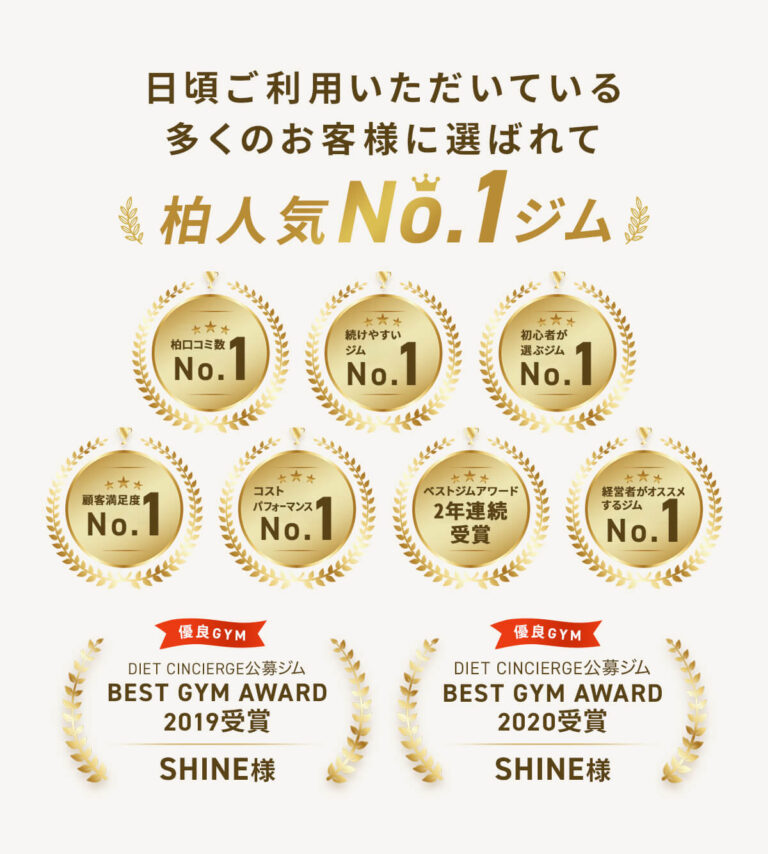 日頃ご利用いただいている
多くのお客様に選ばれて
柏人気No.1ジム
柏口コミ数
No.1
続けやすい
ジム
No.1
初心者が
選ぶジム
No.1
顧客満足度
No.1
コスト
パフォーマンス
No.1
ベストジムアワード
2年連続
受賞
経営者がオススメ
するジム
No.1
優良GYM
DIET CINCIERGE公募ジム
BEST GYM AWARD
2019受賞
SHINE様
優良GYM
DIET CINCIERGE公募ジム
BEST GYM AWARD
2020受賞
SHINE様